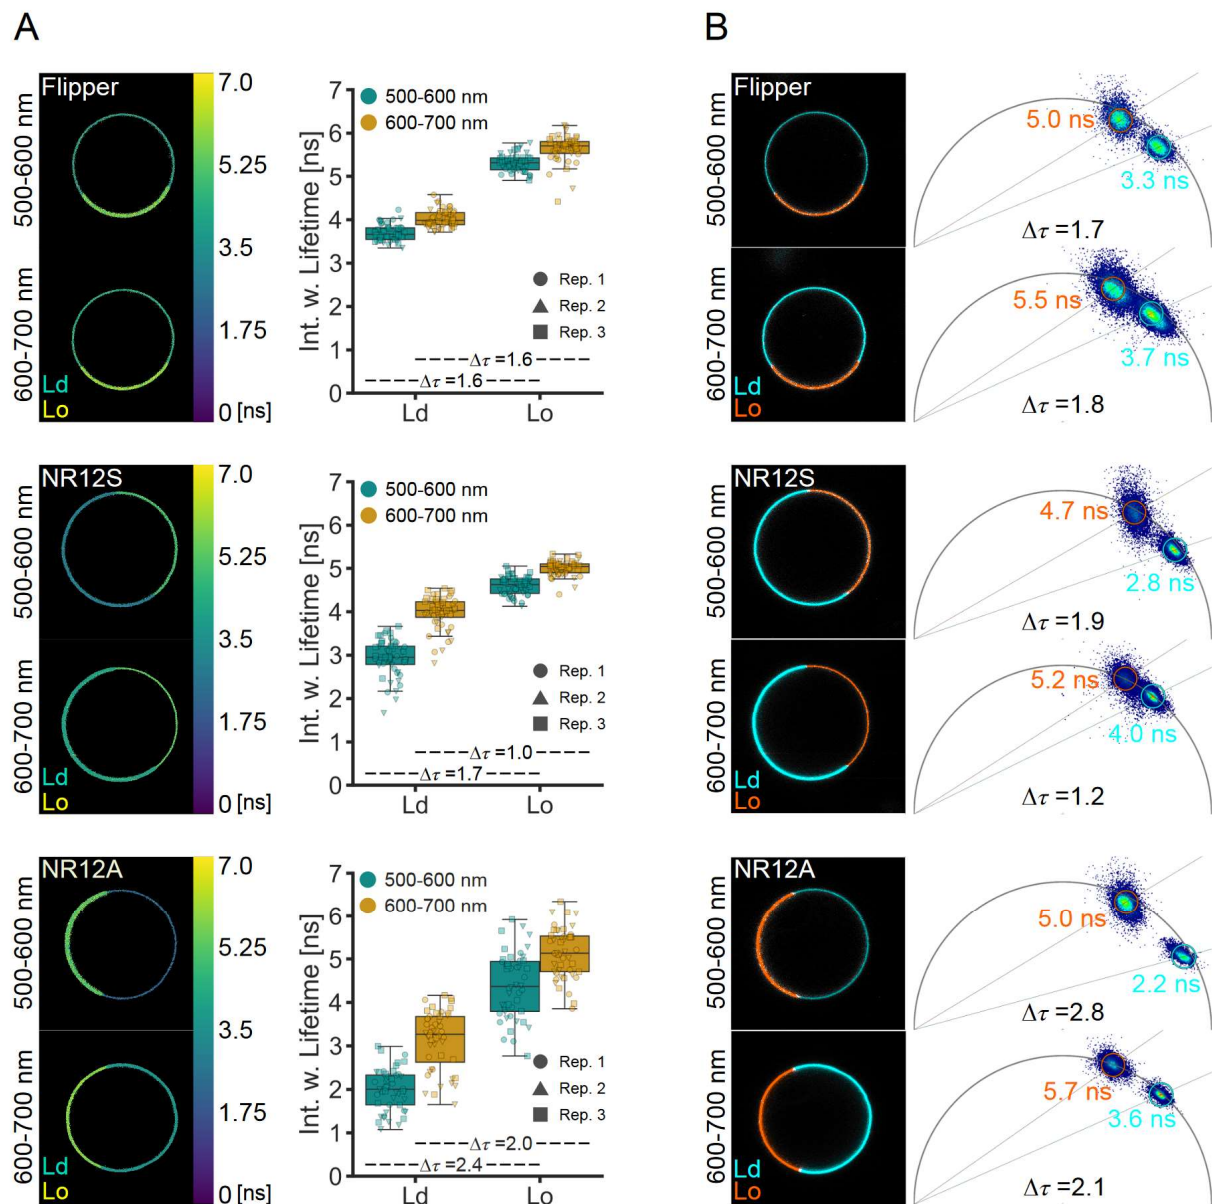 A
B
Flipper
500-600 nm
600-700 nm
Ld
Lo
7.0
5.25
3.5
1.75
0 [ns]
Int. w. Lifetime [ns]
7
6
5
4
3
2
1
0
500-600 nm
600-700 nm
Rep. 1
Rep. 2
Rep. 3
Δτ =1.6
Δτ =1.6
Ld
Lo
Flipper
500-600 nm
600-700 nm
Ld
Lo
5.0 ns
3.3 ns
Δτ =1.7
5.5 ns
3.7 ns
Δτ =1.8
NR12S
500-600 nm
600-700 nm
Ld
Lo
7.0
5.25
3.5
1.75
0 [ns]
Int. w. Lifetime [ns]
7
6
5
4
3
2
1
0
500-600 nm
600-700 nm
Rep. 1
Rep. 2
Rep. 3
Δτ =1.0
Δτ =1.7
Ld
Lo
NR12S
500-600 nm
600-700 nm
Ld
Lo
4.7 ns
2.8 ns
Δτ =1.9
5.2 ns
4.0 ns
Δτ =1.2
NR12A
500-600 nm
600-700 nm
Ld
Lo
7.0
5.25
3.5
1.75
0 [ns]
Int. w. Lifetime [ns]
7
6
5
4
3
2
1
0
500-600 nm
600-700 nm
Rep. 1
Rep. 2
Rep. 3
Δτ =2.0
Δτ =2.4
Ld
Lo
NR12A
500-600 nm
600-700 nm
Ld
Lo
5.0 ns
2.2 ns
Δτ =2.8
5.7 ns
3.6 ns
Δτ =2.1